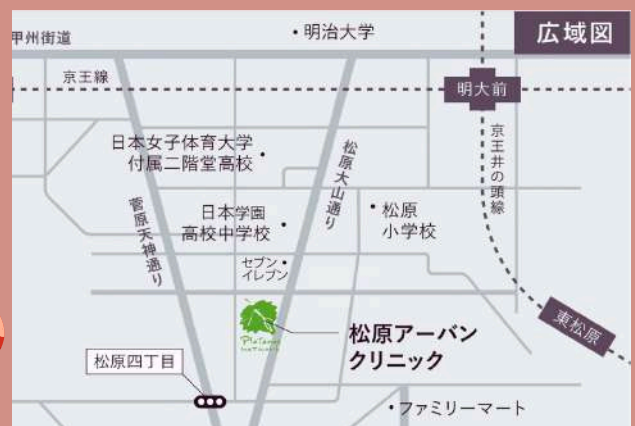 甲州街道
・明治大学
広域図
京王線
明大前
日本女子体育大学
付属二階堂高校・
松原大山通り
京王井の頭線
菅原天神通り
日本学園
高校中学校・
・松原
小学校
セブン・
イレブン
松原アーバン
クリニック
東松原
松原四丁目
・ファミリーマート